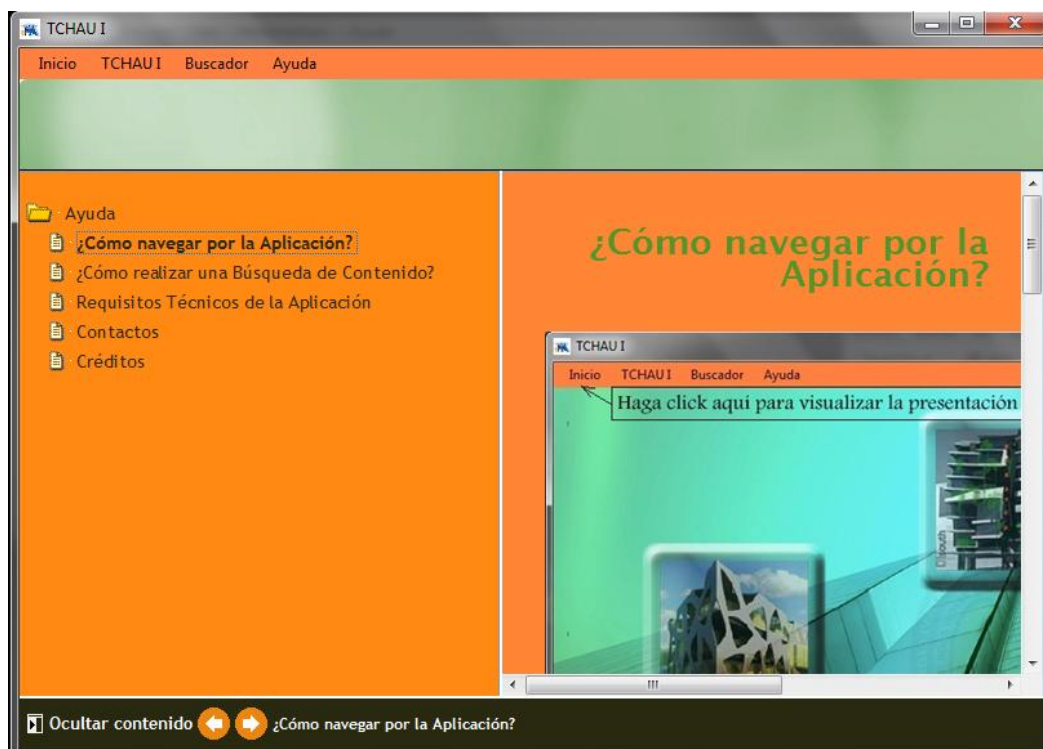 TCHAU I
Inicio TCHAU I Buscador Ayuda
Ayuda
¿Cómo navegar por la Aplicación?
¿Cómo realizar una Búsqueda de Contenido?
Requisitos Técnicos de la Aplicación
Contactos
Créditos
¿Cómo navegar por la
Aplicación?
TCHAU I
Inicio TCHAU I Buscador Ayuda
Haga click aqui para visualizar la presentación
south
Ocultar contenido ¿Cómo navegar por la Aplicación?